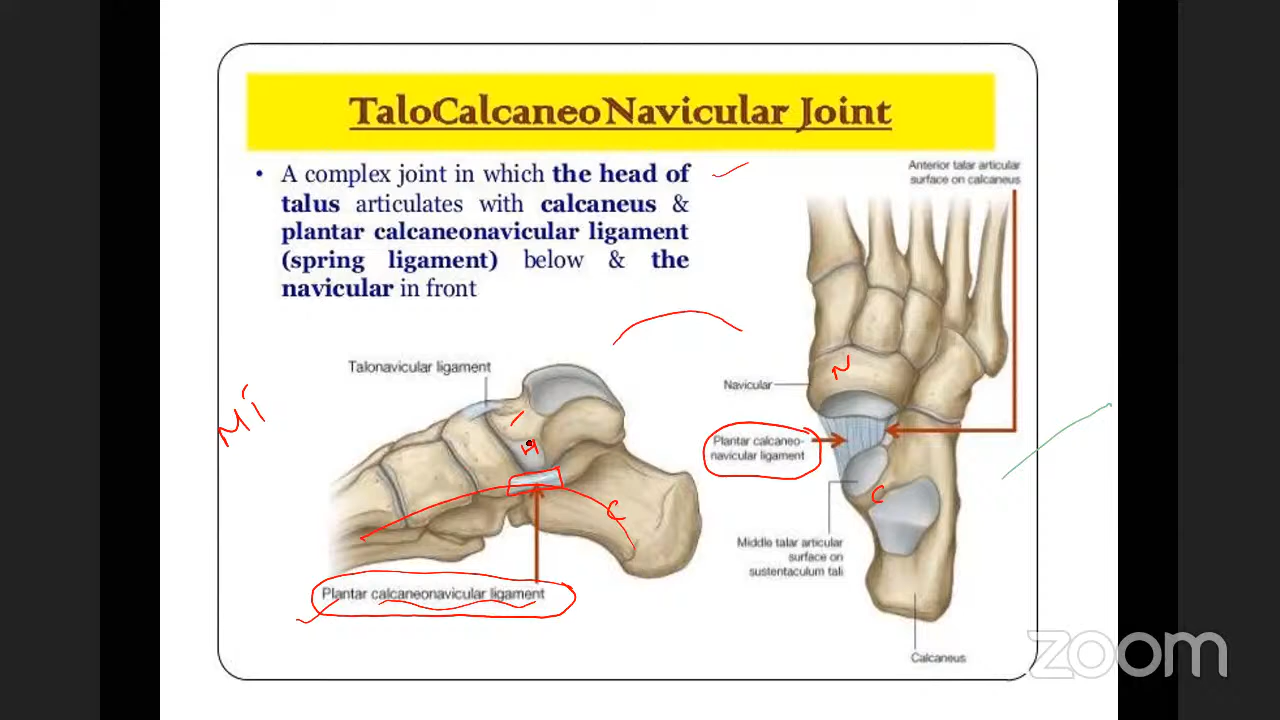 TaloCalcaneoNavicular Joint
• A complex joint in which the head of
talus articulates with calcaneus &
plantar calcaneonavicular ligament
(spring ligament) below & the
navicular in front
Anterior talar articular
surface on calcaneus
Talonavicular ligament
Navicular
N
Plantar calcaneo-
navicular ligament
H
C
C
Middle talar articular
surface on
sustentaculum tali
Plantar calcaneonavicular ligament
Calcaneus
zoom